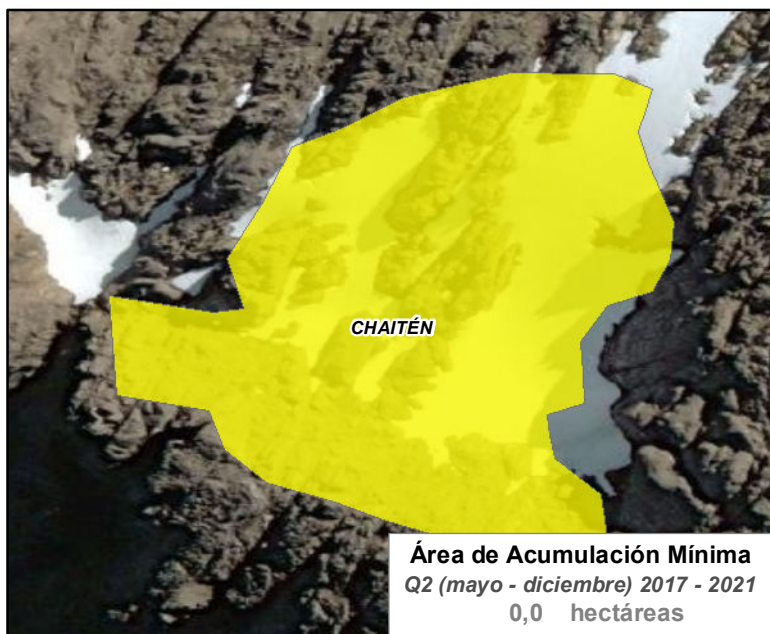 CHAITÉN
Área de Acumulación Mínima
Q2 (mayo - diciembre) 2017 - 2021
0,0 hectáreas